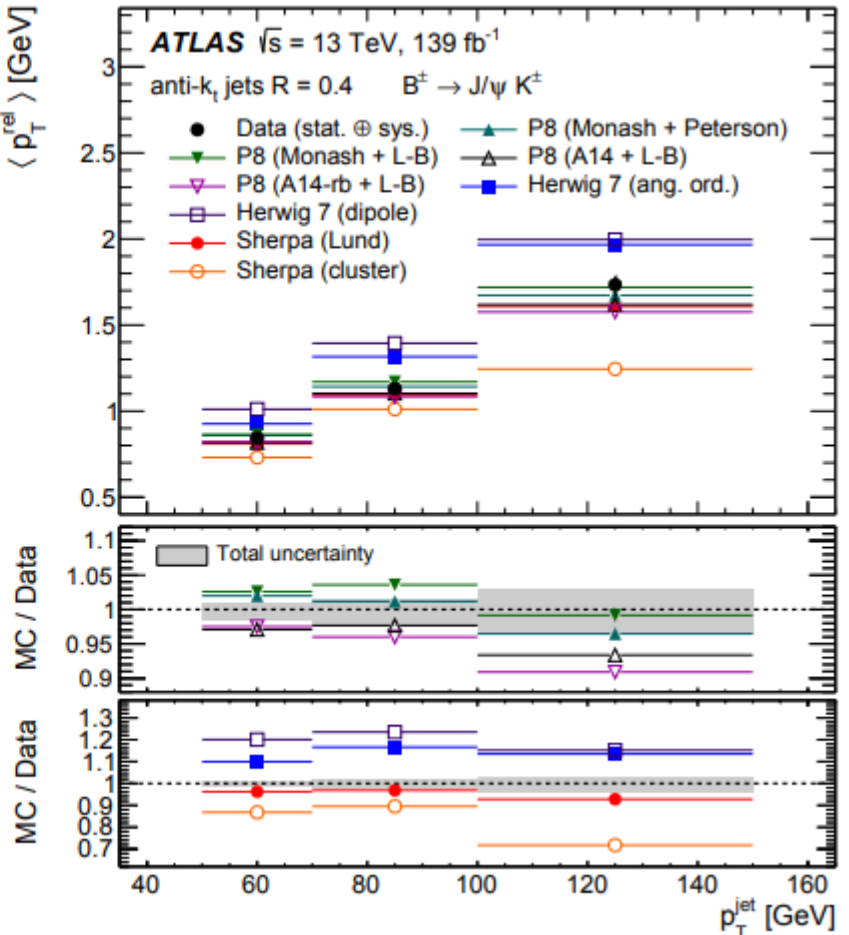 ATLAS √s = 13 TeV, 139 fb⁻¹
anti-kₜ jets R = 0.4 B± → J/ψ K±
Data (stat. ⊕ sys.) P8 (Monash + Peterson)
P8 (Monash + L-B) P8 (A14 + L-B)
P8 (A14-rb + L-B) Herwig 7 (ang. ord.)
Herwig 7 (dipole)
Sherpa (Lund)
Sherpa (cluster)
⟨ p_T^rel ⟩ [GeV]
3
2.5
2
1.5
1
0.5
Total uncertainty
MC / Data
1.1
1.05
1
0.95
0.9
MC / Data
1.3
1.2
1.1
1
0.9
0.8
0.7
40 60 80 100 120 140 160
p_T^jet [GeV]